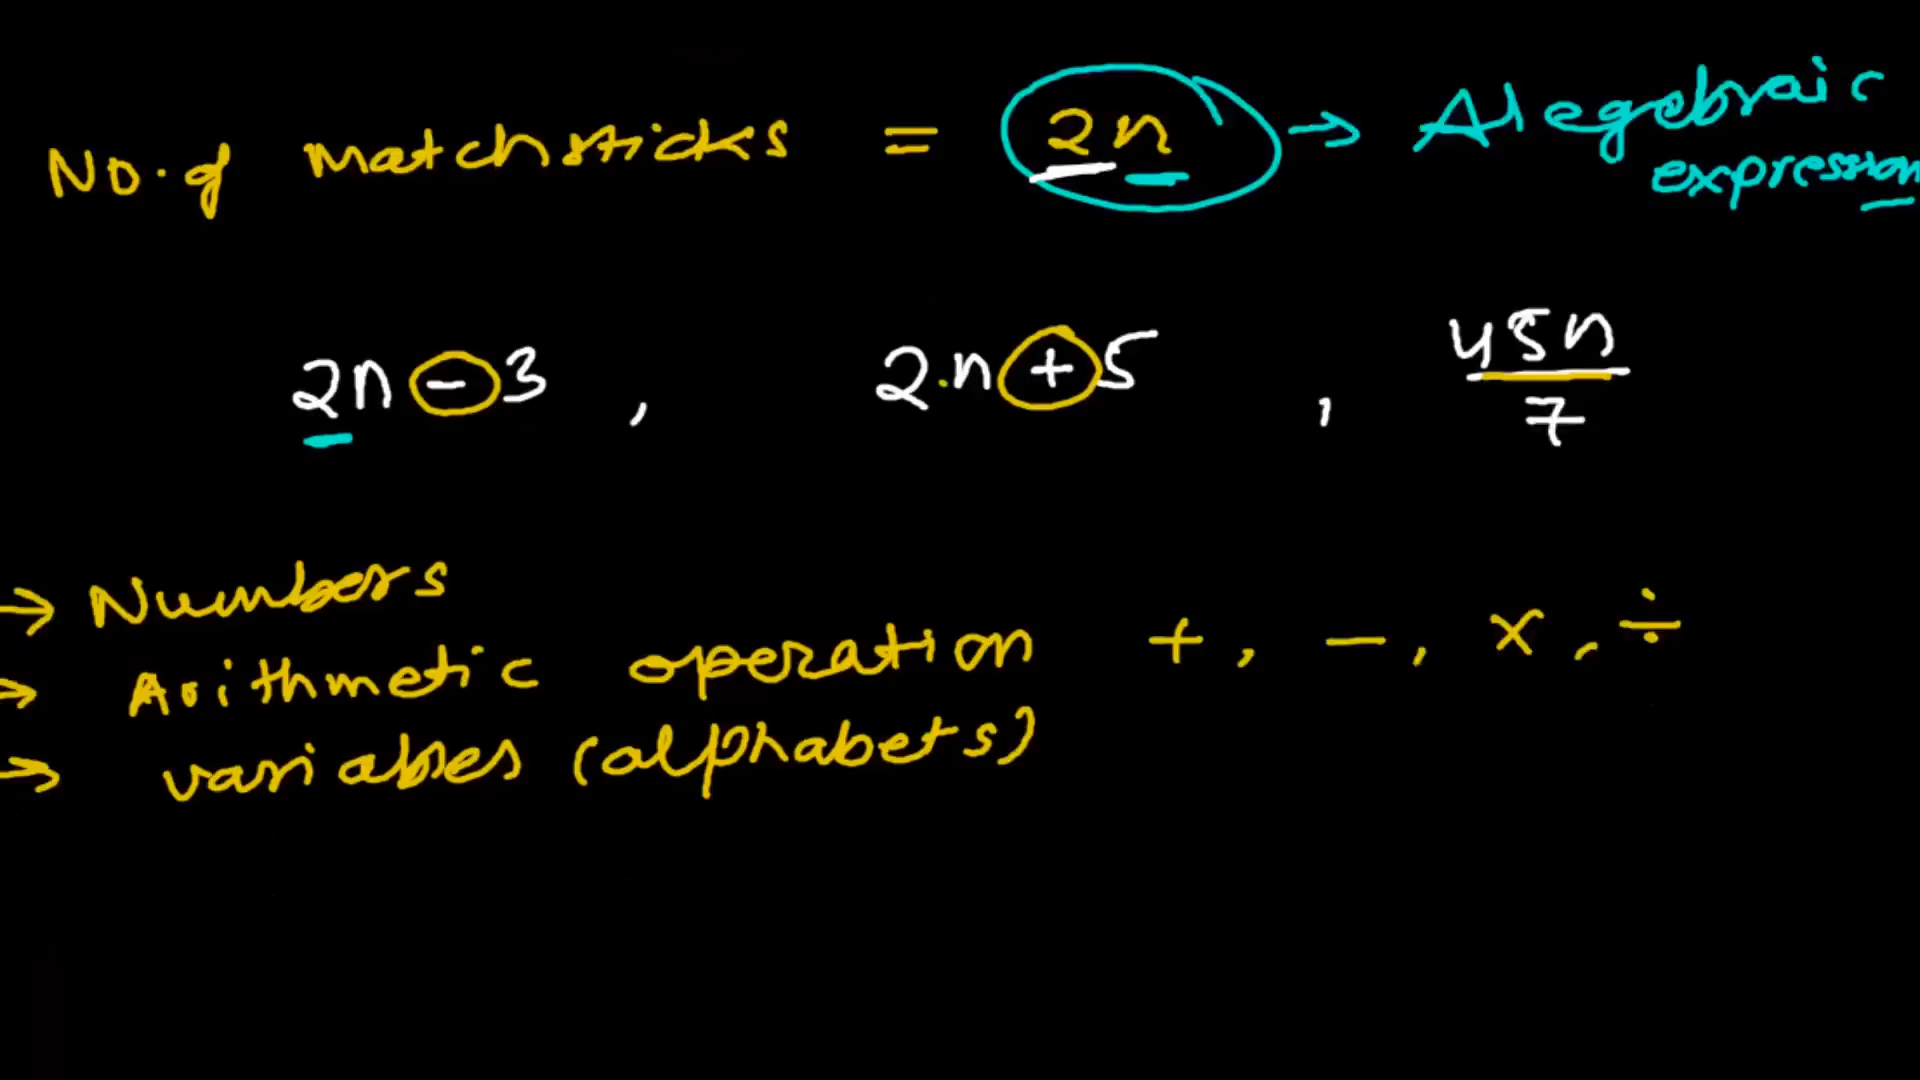 No. of matchsticks = 2n → Alegebraic
expression
2n - 3 , 2.n + 5 , 45n/7
→ Numbers
→ Arithmetic operation +, -, x, ÷
→ variables (alphabets)